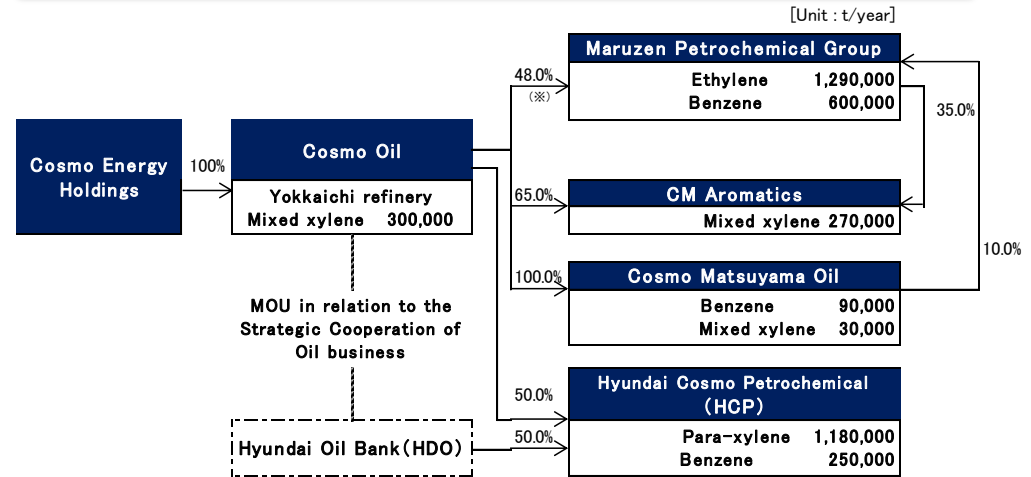 [Unit : t/year]
Maruzen Petrochemical Group
48.0%
(※)
Ethylene 1,290,000
Benzene 600,000
35.0%
Cosmo Energy
Holdings
100%
Cosmo Oil
Yokkaichi refinery
Mixed xylene 300,000
65.0%
CM Aromatics
Mixed xylene 270,000
10.0%
100.0%
Cosmo Matsuyama Oil
Benzene 90,000
Mixed xylene 30,000
MOU in relation to the
Strategic Cooperation of
Oil business
50.0%
Hyundai Cosmo Petrochemical
(HCP)
Hyundai Oil Bank(HDO)
50.0%
Para-xylene 1,180,000
Benzene 250,000